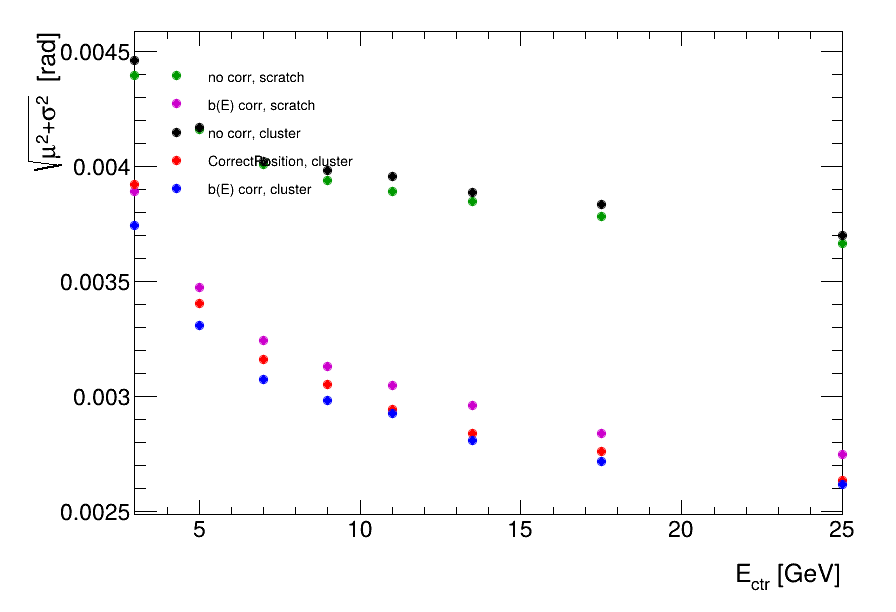 √μ²+σ² [rad]
0.0045
0.004
0.0035
0.003
0.0025
no corr, scratch
b(E) corr, scratch
no corr, cluster
CorrectPosition, cluster
b(E) corr, cluster
5 10 15 20 25
E_ctr [GeV]